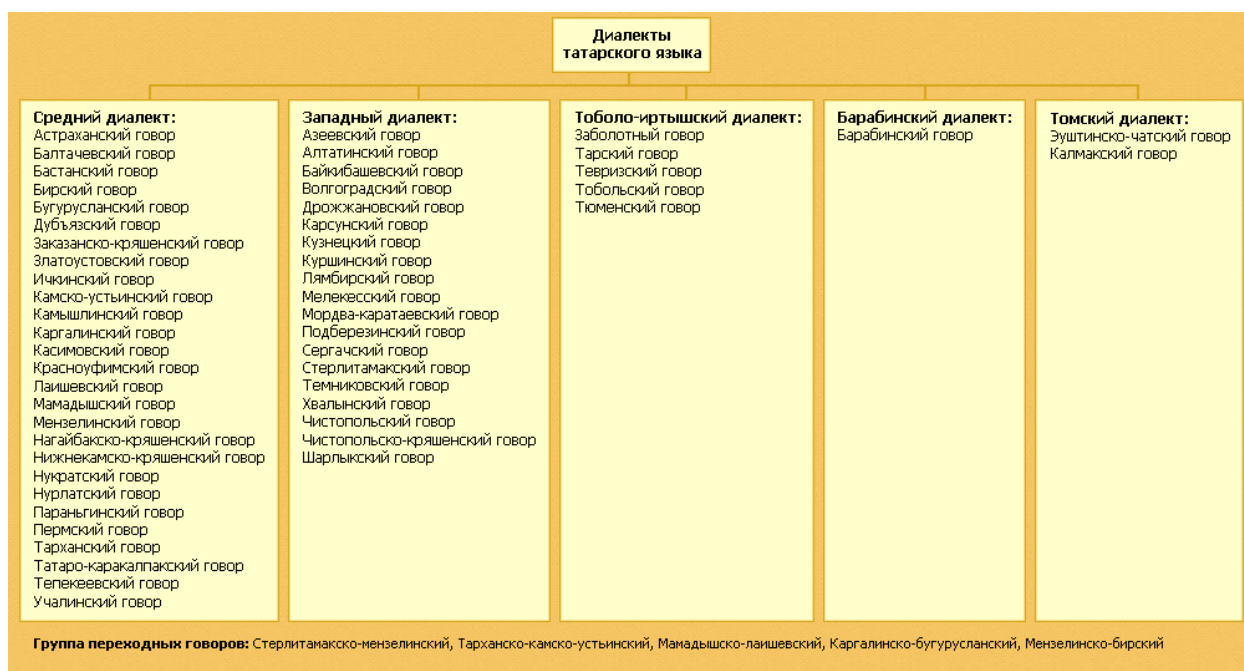 Диалекты
татарского языка
Средний диалект:
Астраханский говор
Балтачевский говор
Бастанский говор
Бирский говор
Бугурусланский говор
Дубъязский говор
Заказанско-кряшенский говор
Златоустовский говор
Ичкинский говор
Камско-устьинский говор
Камышлинский говор
Каргалинский говор
Касимовский говор
Красноуфимский говор
Лаишевский говор
Мамадышский говор
Мензелинский говор
Нагайбакско-кряшенский говор
Нижнекамско-кряшенский говор
Нукратский говор
Нурлатский говор
Параньгинский говор
Пермский говор
Тарханский говор
Татаро-каракалпакский говор
Тепекеевский говор
Учалинский говор
Западный диалект:
Азеевский говор
Алтатинский говор
Байкибашевский говор
Волгоградский говор
Дрожжановский говор
Карсунский говор
Кузнецкий говор
Куршинский говор
Лямбирский говор
Мелекесский говор
Мордва-каратаевский говор
Подберезинский говор
Сергачский говор
Стерлитамакский говор
Темниковский говор
Хвалынский говор
Чистопольский говор
Чистопольско-кряшенский говор
Шарлыкский говор
Тоболо-иртышский диалект:
Заболотный говор
Тарский говор
Тевризский говор
Тобольский говор
Тюменский говор
Барабинский диалект:
Барабинский говор
Томский диалект:
Эуштинско-чатский говор
Калмакский говор
Группа переходных говоров: Стерлитамакско-мензелинский, Тарханско-камско-устьинский, Мамадышско-лаишевский, Каргалинско-бугурусланский, Мензелинско-бирский